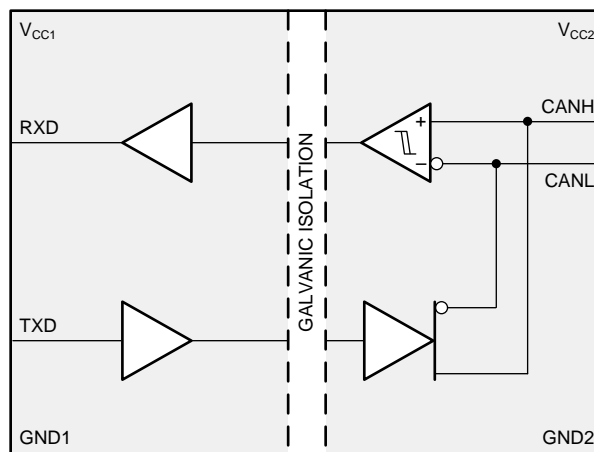 VCC1
VCC2
RXD
CANH
+
−
CANL
GALVANIC ISOLATION
TXD
GND1
GND2